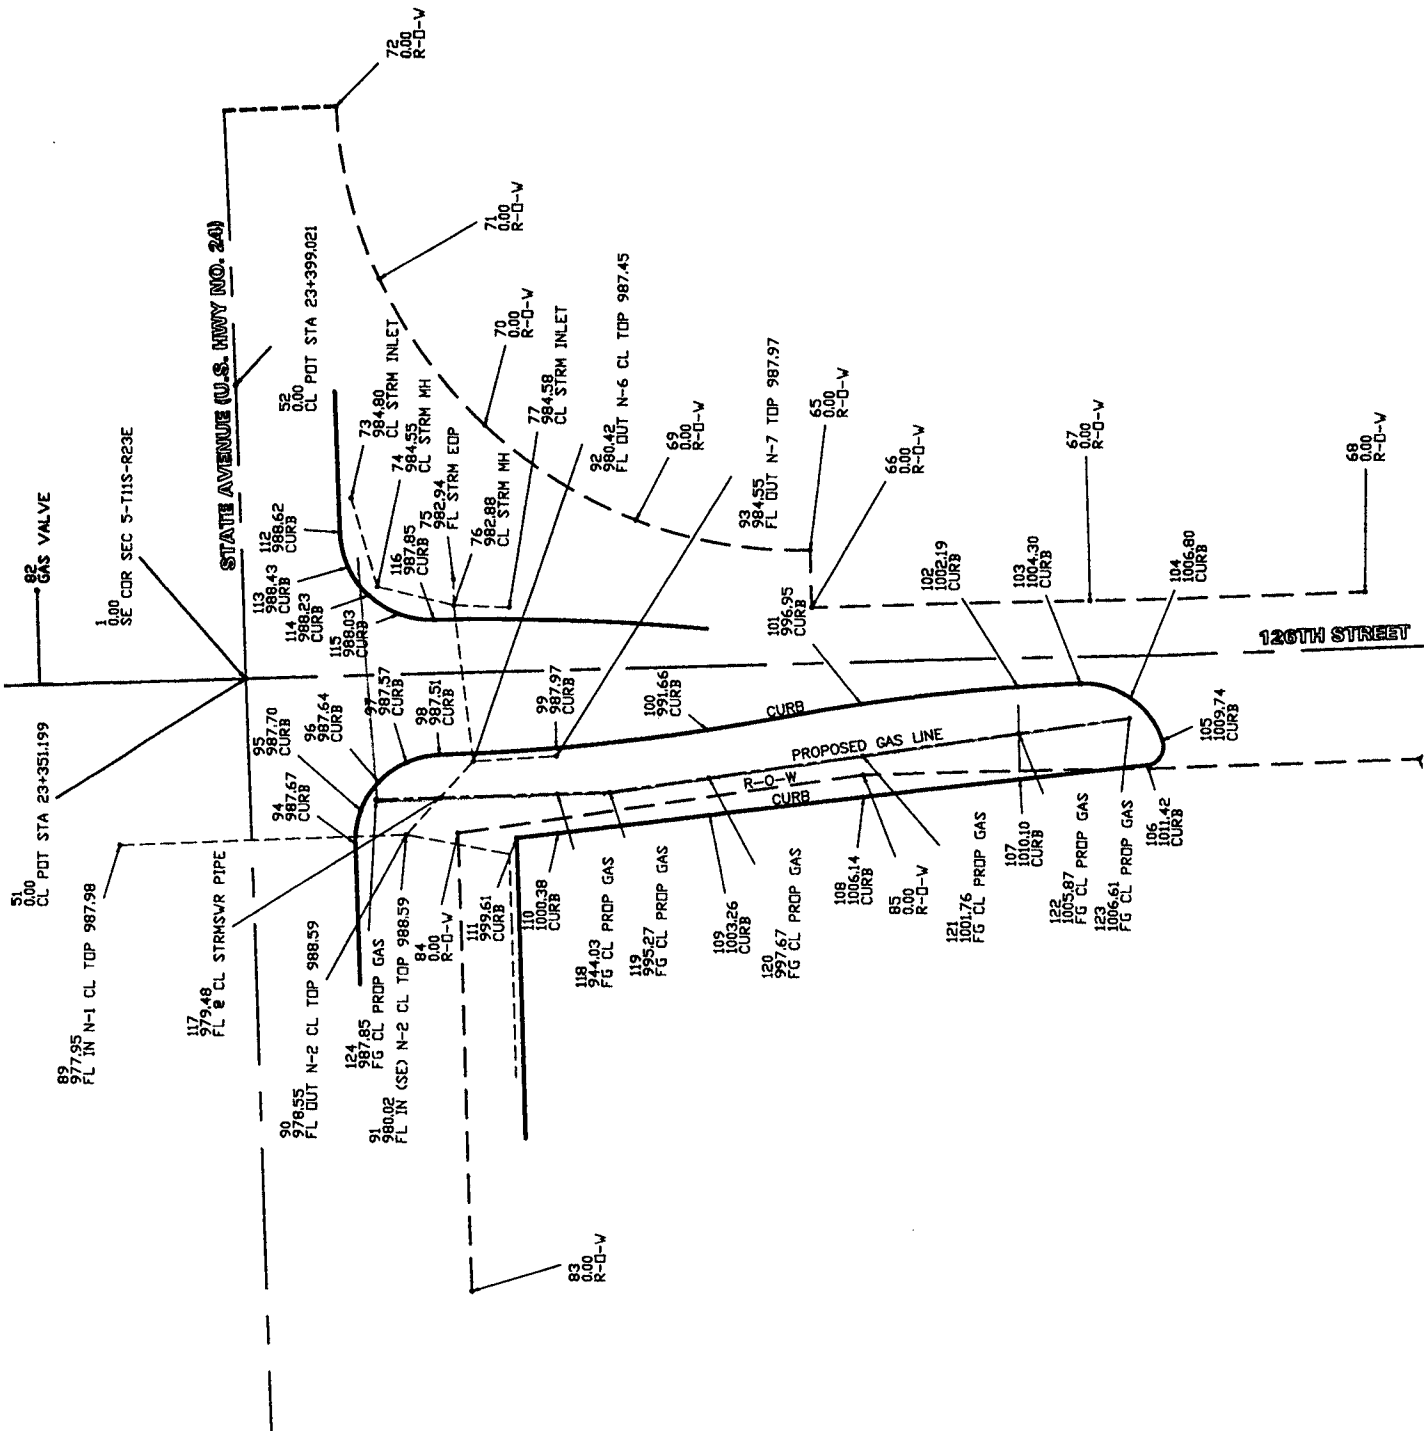 72
0.00
R-O-W
82
GAS VALVE
1
0.00
SE COR SEC 5-T11S-R23E
STATE AVENUE (U.S. HWY NO. 24)
71
0.00
R-O-W
52
0.00
CL POT STA 23+399.021
70
0.00
R-O-W
73
984.80
CL STRM INLET
74
984.55
CL STRM MH
75
982.94
FL STRM EOP
76
982.88
CL STRM MH
77
984.58
CL STRM INLET
92
980.42
FL OUT N-6 CL TOP 987.45
69
0.00
R-O-W
93
984.55
FL OUT N-7 TOP 987.97
65
0.00
R-O-W
66
0.00
R-O-W
67
0.00
R-O-W
68
0.00
R-O-W
112
988.62
CURB
113
988.43
CURB
114
988.23
CURB
115
988.03
CURB
116
987.85
CURB
51
0.00
CL POT STA 23+351.199
95
987.70
CURB
96
987.64
CURB
97
987.57
CURB
98
987.51
CURB
99
987.97
CURB
100
991.66
CURB
101
996.95
CURB
102
1002.19
CURB
103
1004.30
CURB
104
1006.80
CURB
126TH STREET
105
1009.74
CURB
94
987.67
CURB
CURB
PROPOSED GAS LINE
R-O-W
CURB
89
977.95
FL IN N-1 CL TOP 987.98
117
979.48
FL @ CL STRMSWR PIPE
90
978.55
FL OUT N-2 CL TOP 988.59
124
987.85
FG CL PROP GAS
91
980.02
FL IN (SE) N-2 CL TOP 988.59
84
0.00
R-O-W
111
999.61
CURB
110
1000.38
CURB
118
944.03
FG CL PROP GAS
119
995.27
FG CL PROP GAS
109
1003.26
CURB
120
997.67
FG CL PROP GAS
108
1006.14
CURB
85
0.00
R-O-W
121
1001.76
FG CL PROP GAS
107
1010.10
CURB
122
1005.87
FG CL PROP GAS
123
1006.61
FG CL PROP GAS
106
1011.42
CURB
83
0.00
R-O-W